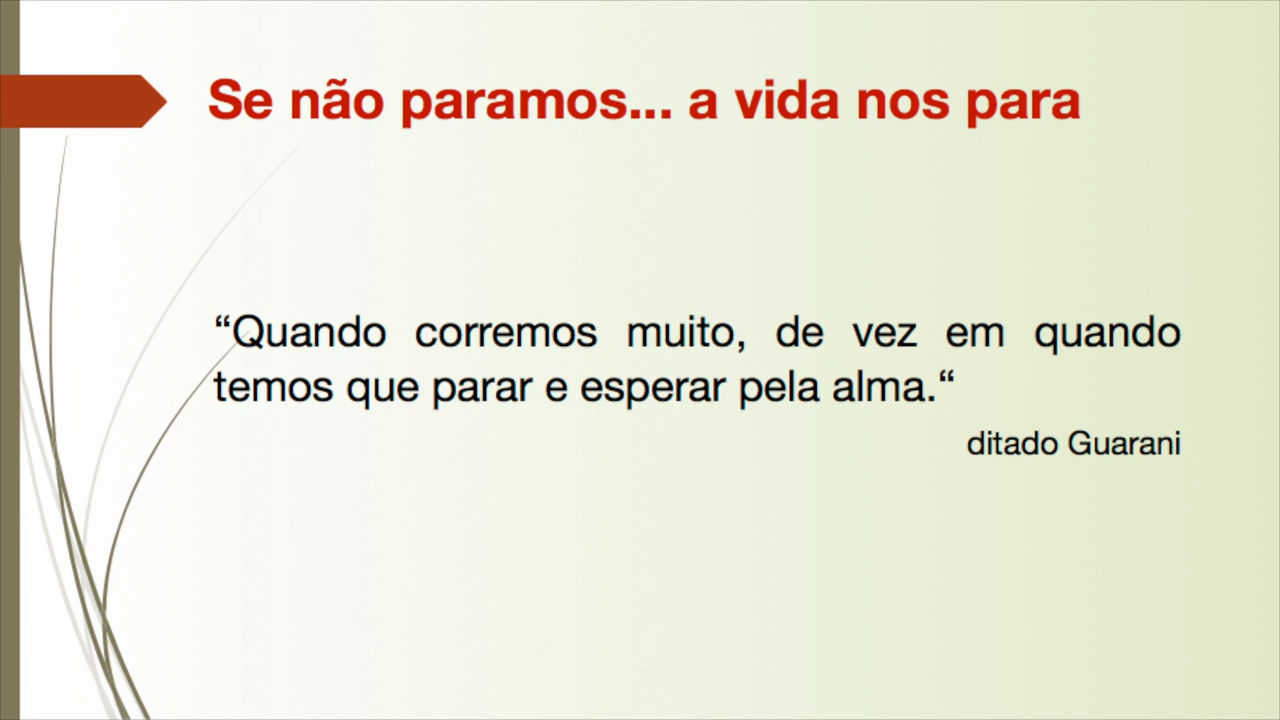 Se não paramos... a vida nos para
“Quando corremos muito, de vez em quando
temos que parar e esperar pela alma.“
ditado Guarani